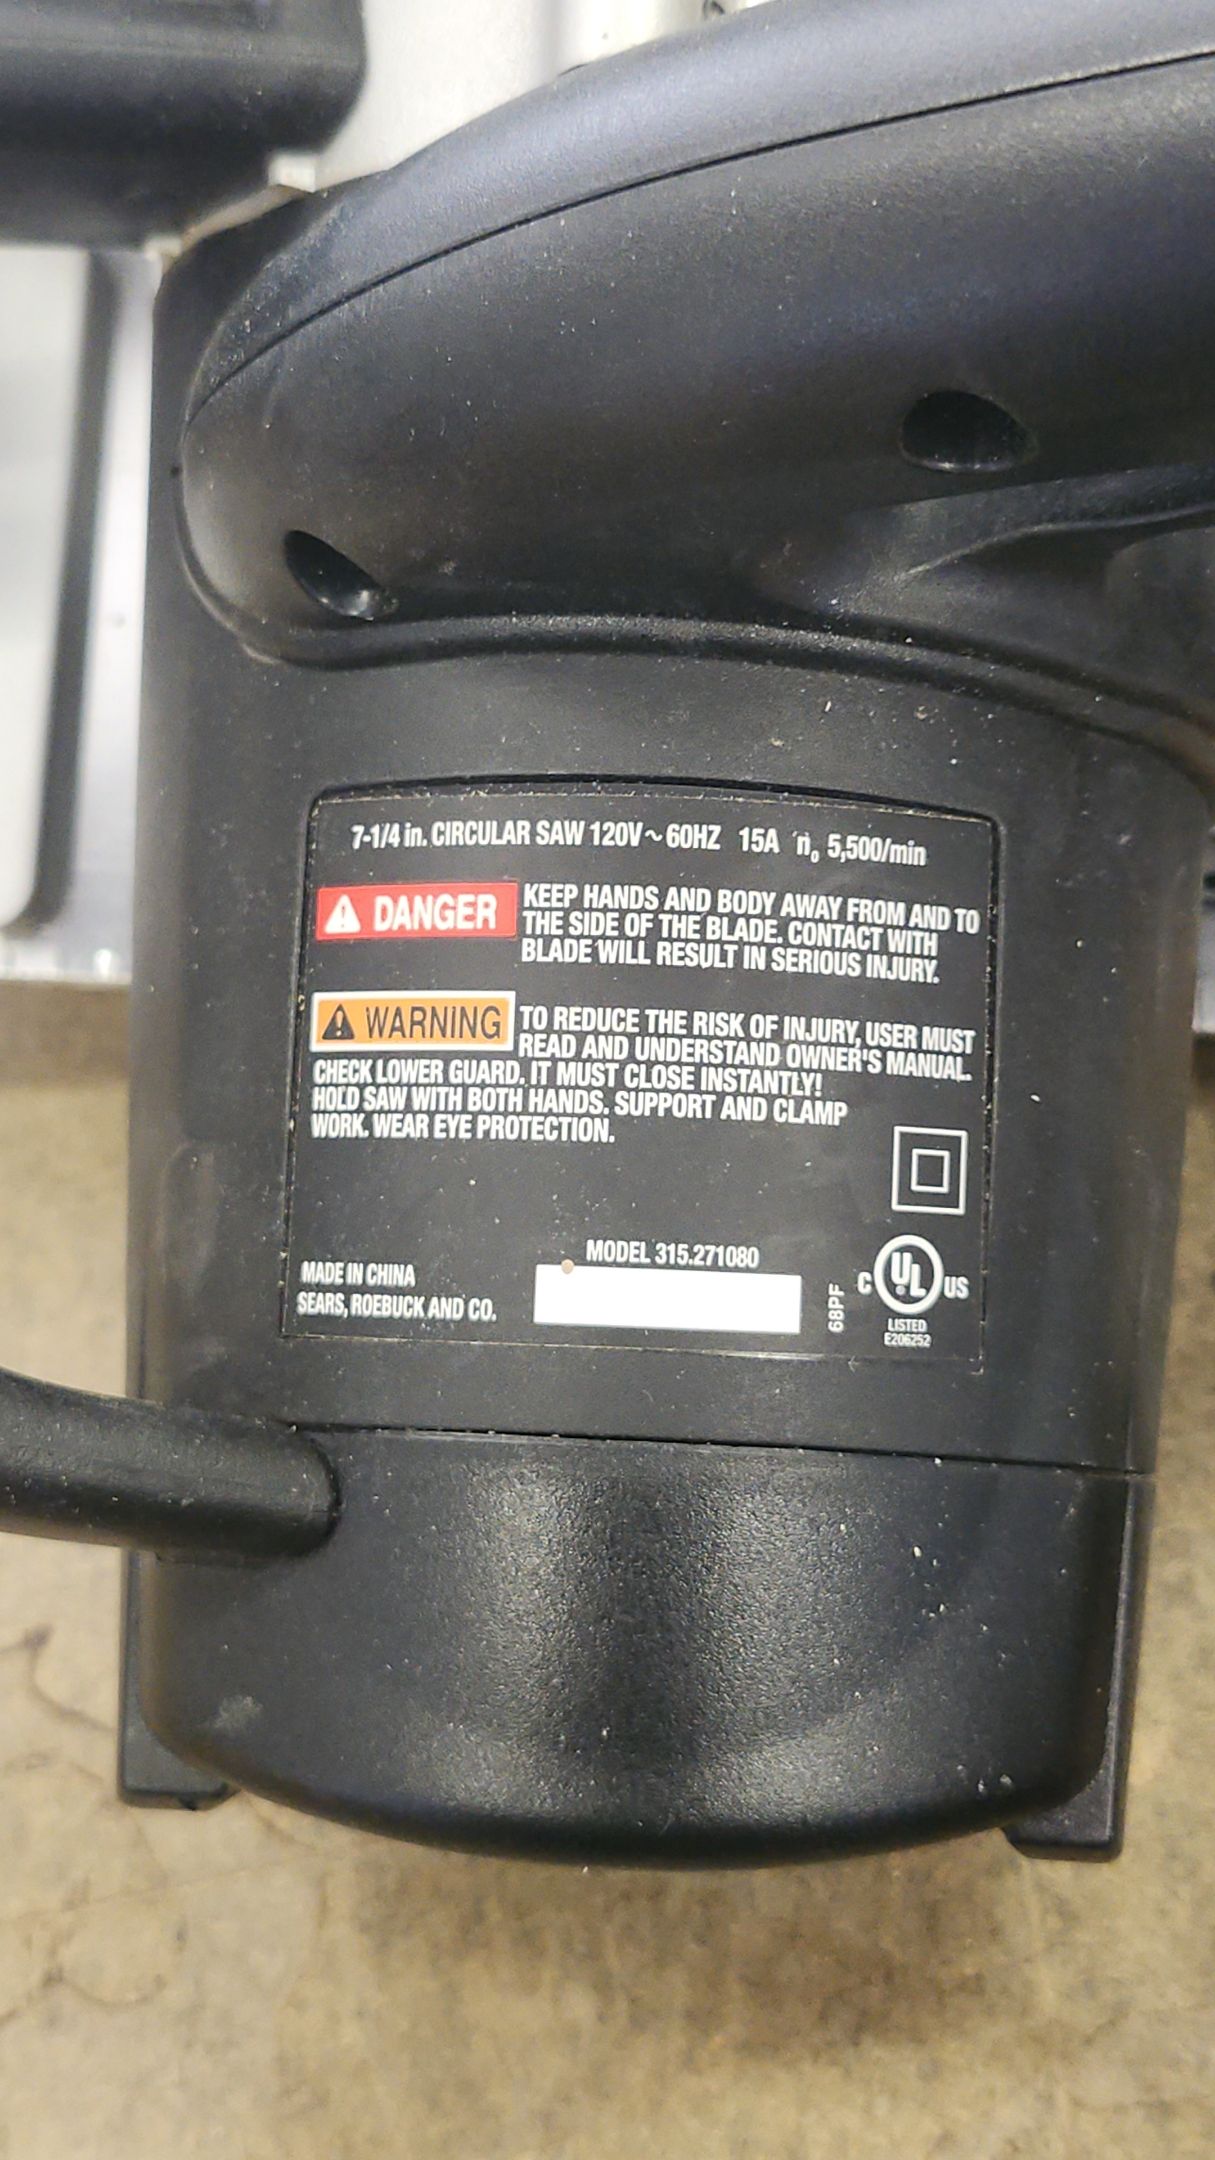 7-1/4 in. CIRCULAR SAW 120V~60HZ 15A n₀ 5,500/min
DANGER
KEEP HANDS AND BODY AWAY FROM AND TO
THE SIDE OF THE BLADE. CONTACT WITH
BLADE WILL RESULT IN SERIOUS INJURY.
WARNING
TO REDUCE THE RISK OF INJURY, USER MUST
READ AND UNDERSTAND OWNER'S MANUAL.
CHECK LOWER GUARD. IT MUST CLOSE INSTANTLY!
HOLD SAW WITH BOTH HANDS. SUPPORT AND CLAMP
WORK. WEAR EYE PROTECTION.
MODEL 315.271080
MADE IN CHINA
SEARS, ROEBUCK AND CO.
68PF
C UL US
LISTED
E206252